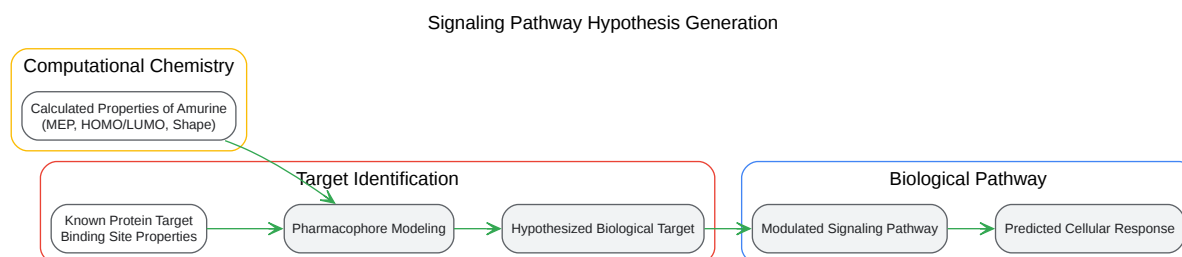 Signaling Pathway Hypothesis Generation
Computational Chemistry
Calculated Properties of Amurine
(MEP, HOMO/LUMO, Shape)
Target Identification
Biological Pathway
Known Protein Target
Binding Site Properties
Pharmacophore Modeling
Hypothesized Biological Target
Modulated Signaling Pathway
Predicted Cellular Response